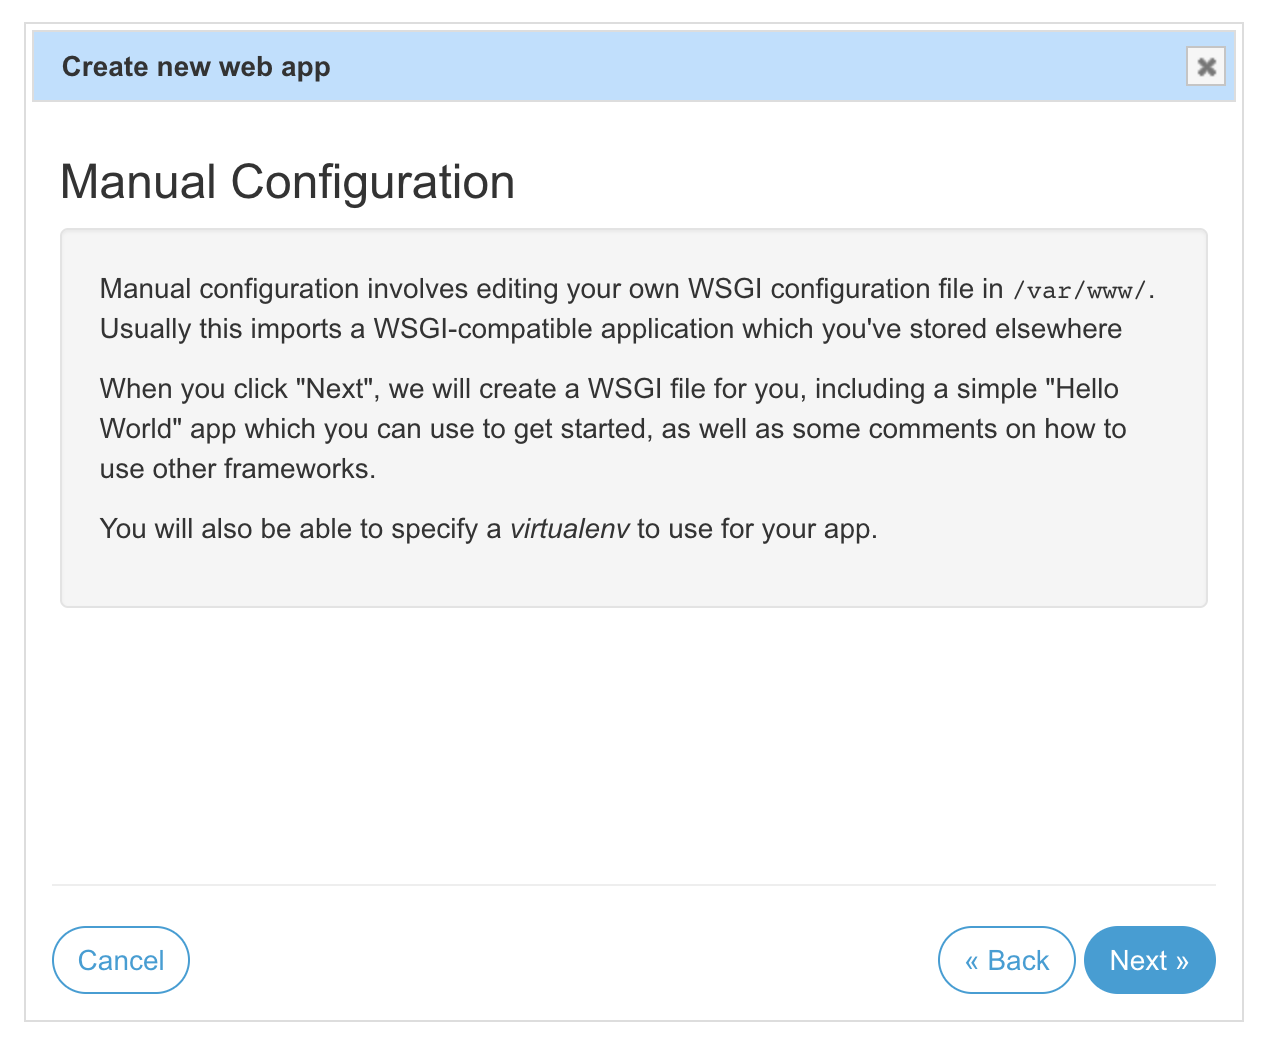 Create new web app
Manual Configuration
Manual configuration involves editing your own WSGI configuration file in /var/www/.
Usually this imports a WSGI-compatible application which you've stored elsewhere
When you click "Next", we will create a WSGI file for you, including a simple "Hello
World" app which you can use to get started, as well as some comments on how to
use other frameworks.
You will also be able to specify a virtualenv to use for your app.
Cancel
« Back
Next »